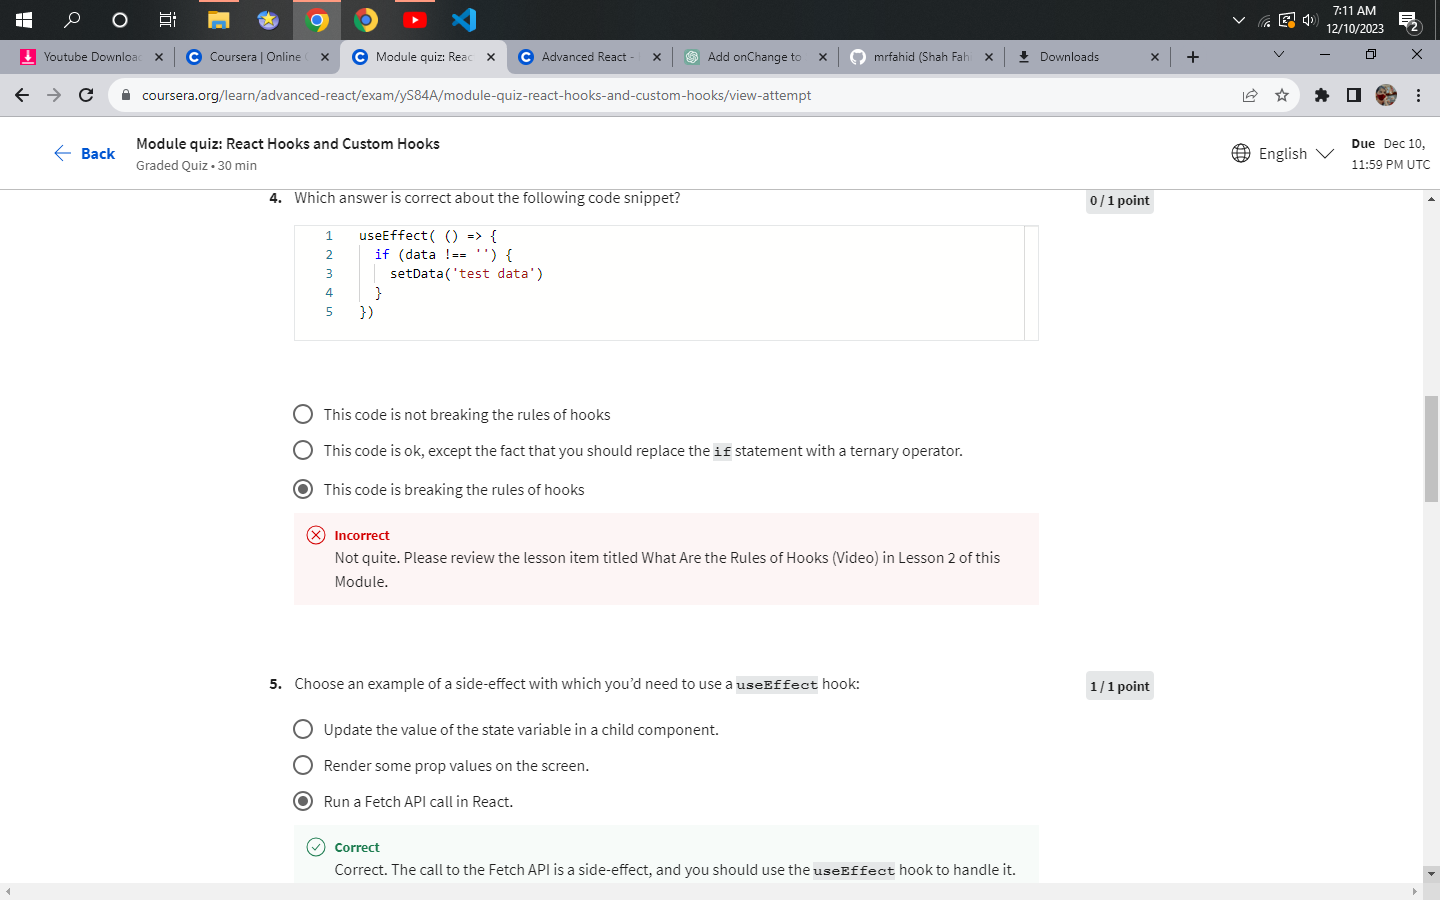 7:11 AM
12/10/2023
2
Youtube Downloa
Coursera | Online
Module quiz: Reac
Advanced React -
Add onChange to
mrfahid (Shah Fah
Downloads
coursera.org/learn/advanced-react/exam/yS84A/module-quiz-react-hooks-and-custom-hooks/view-attempt
Back
Module quiz: React Hooks and Custom Hooks
Graded Quiz • 30 min
English
Due Dec 10,
11:59 PM UTC
4. Which answer is correct about the following code snippet?
0 / 1 point
1 useEffect( () => {
2 if (data !== '') {
3 setData('test data')
4 }
5 })
This code is not breaking the rules of hooks
This code is ok, except the fact that you should replace the if statement with a ternary operator.
This code is breaking the rules of hooks
Incorrect
Not quite. Please review the lesson item titled What Are the Rules of Hooks (Video) in Lesson 2 of this
Module.
5. Choose an example of a side-effect with which you’d need to use a useEffect hook:
1 / 1 point
Update the value of the state variable in a child component.
Render some prop values on the screen.
Run a Fetch API call in React.
Correct
Correct. The call to the Fetch API is a side-effect, and you should use the useEffect hook to handle it.